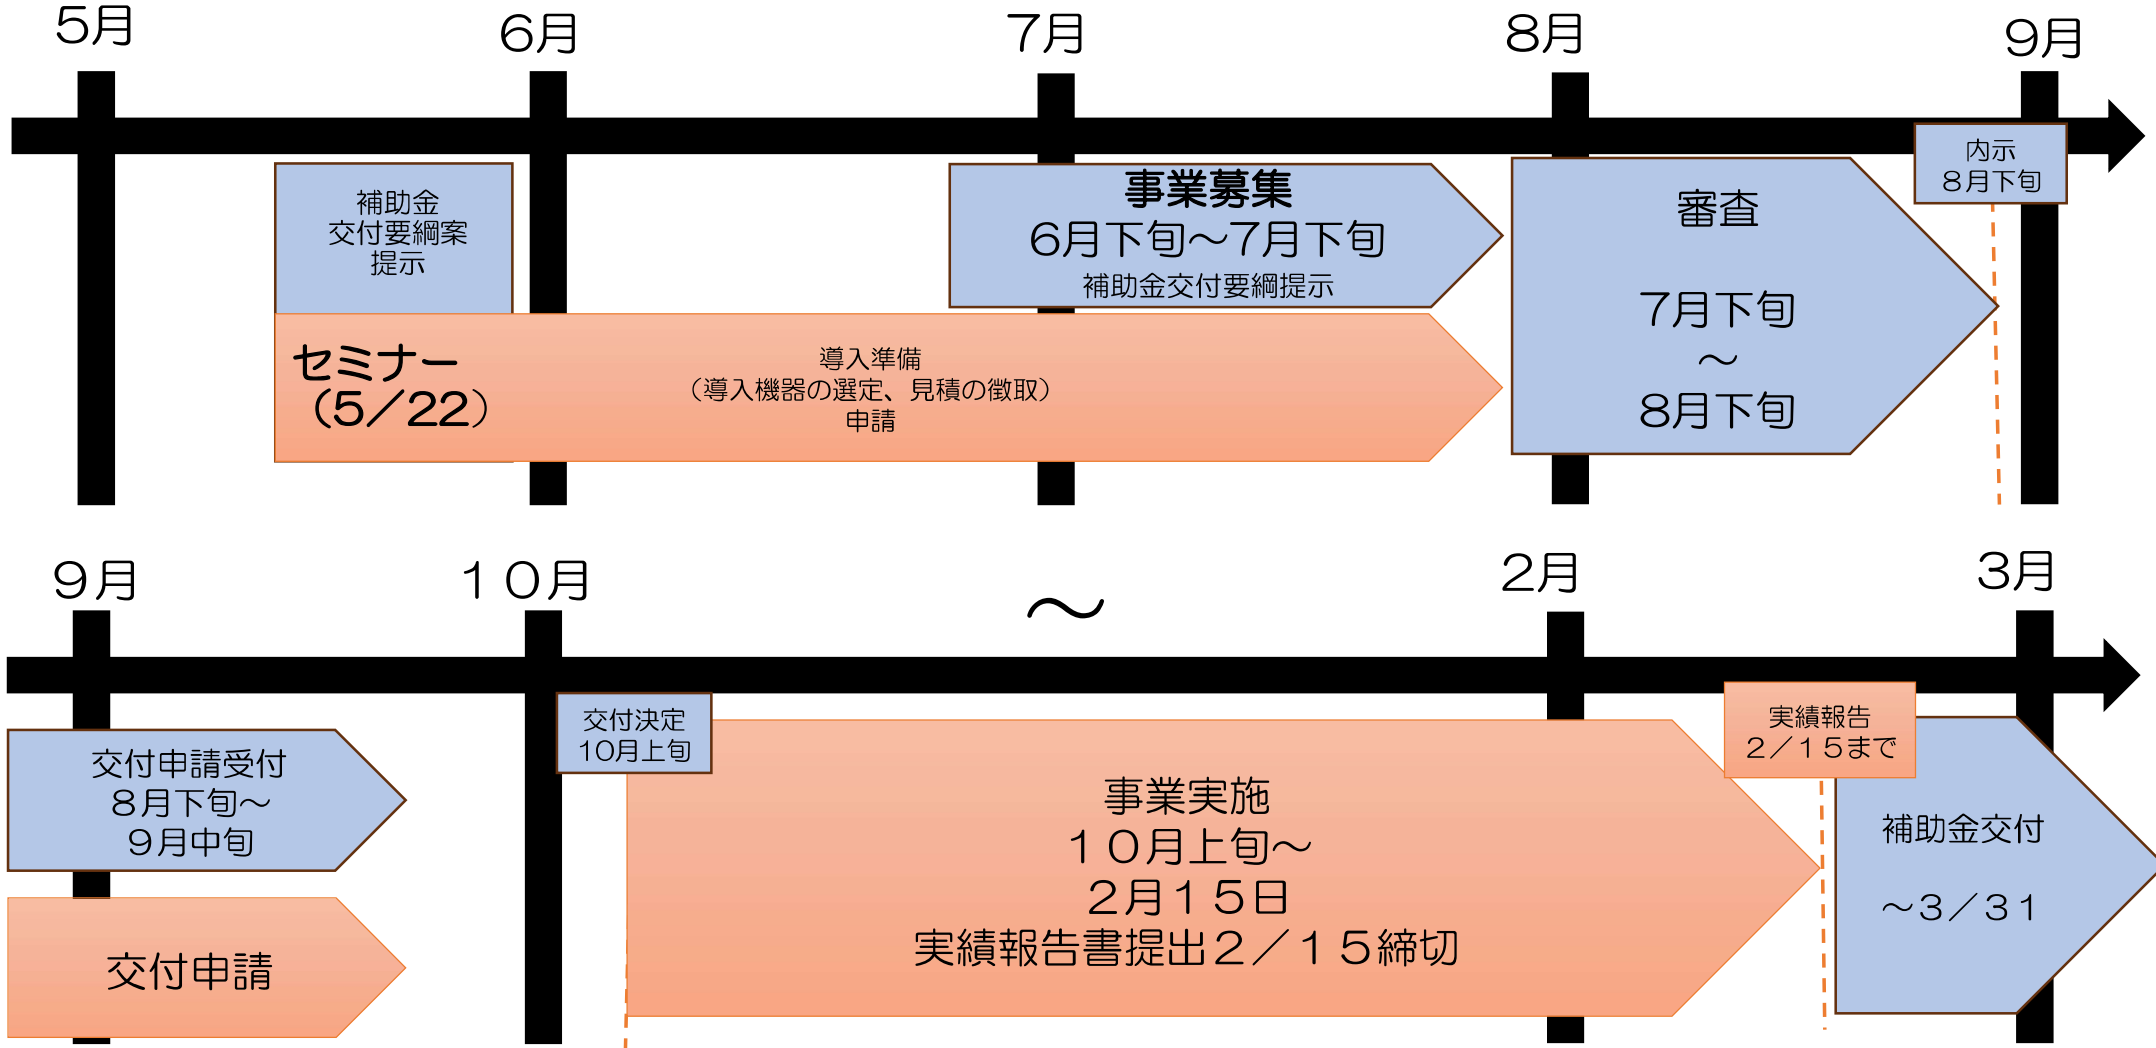 5月
6月
7月
8月
9月
補助金
交付要綱案
提示
セミナー
（5／22）
導入準備
（導入機器の選定、見積の徴取）
申請
事業募集
6月下旬～7月下旬
補助金交付要綱提示
審査
7月下旬
～
8月下旬
内示
８月下旬
９月
１０月
～
2月
3月
交付申請受付
８月下旬～
９月中旬
交付申請
交付決定
10月上旬
事業実施
１０月上旬～
２月１５日
実績報告書提出２／１５締切
実績報告
２／１５まで
補助金交付
～３／３１